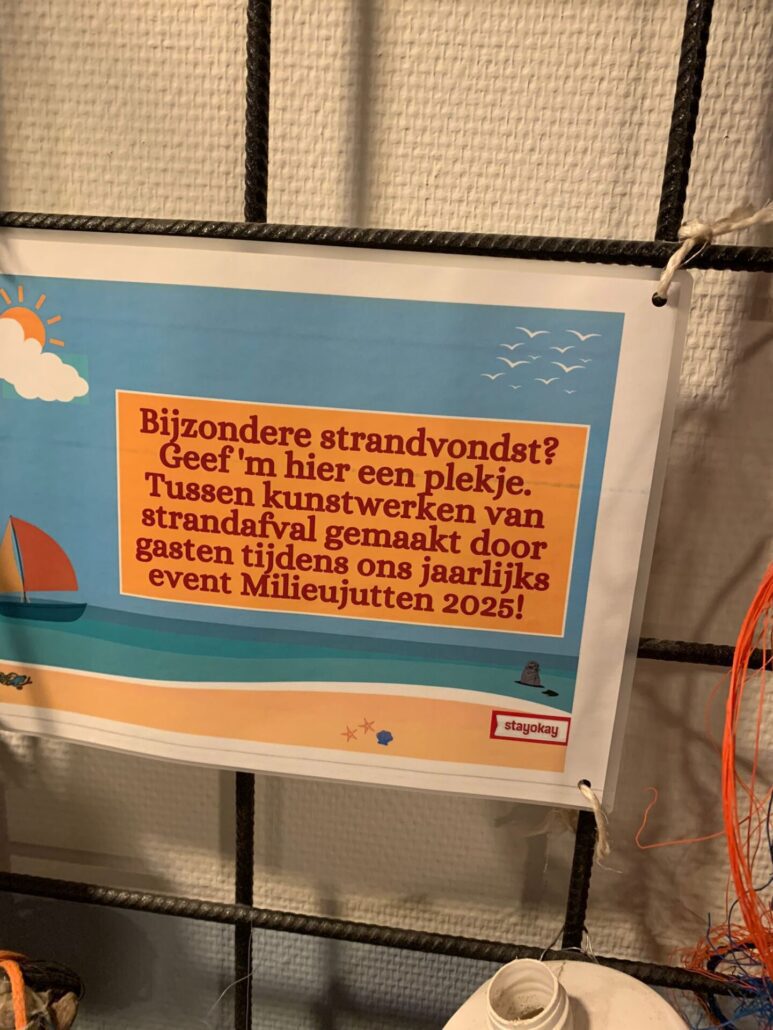 Bijzondere strandvondst?
Geef 'm hier een plekje.
Tussen kunstwerken van
strandafval gemaakt door
gasten tijdens ons jaarlijks
event Milieujutten 2025!
stayokay